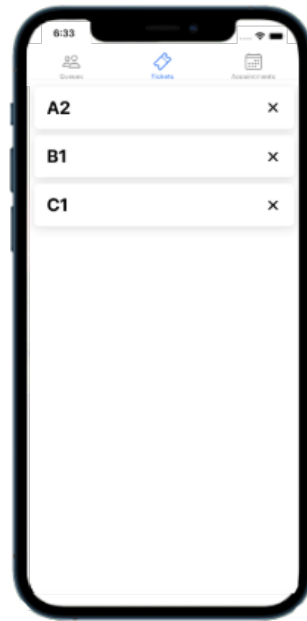 6:33
Queues Tickets Appointments
A2 ×
B1 ×
C1 ×